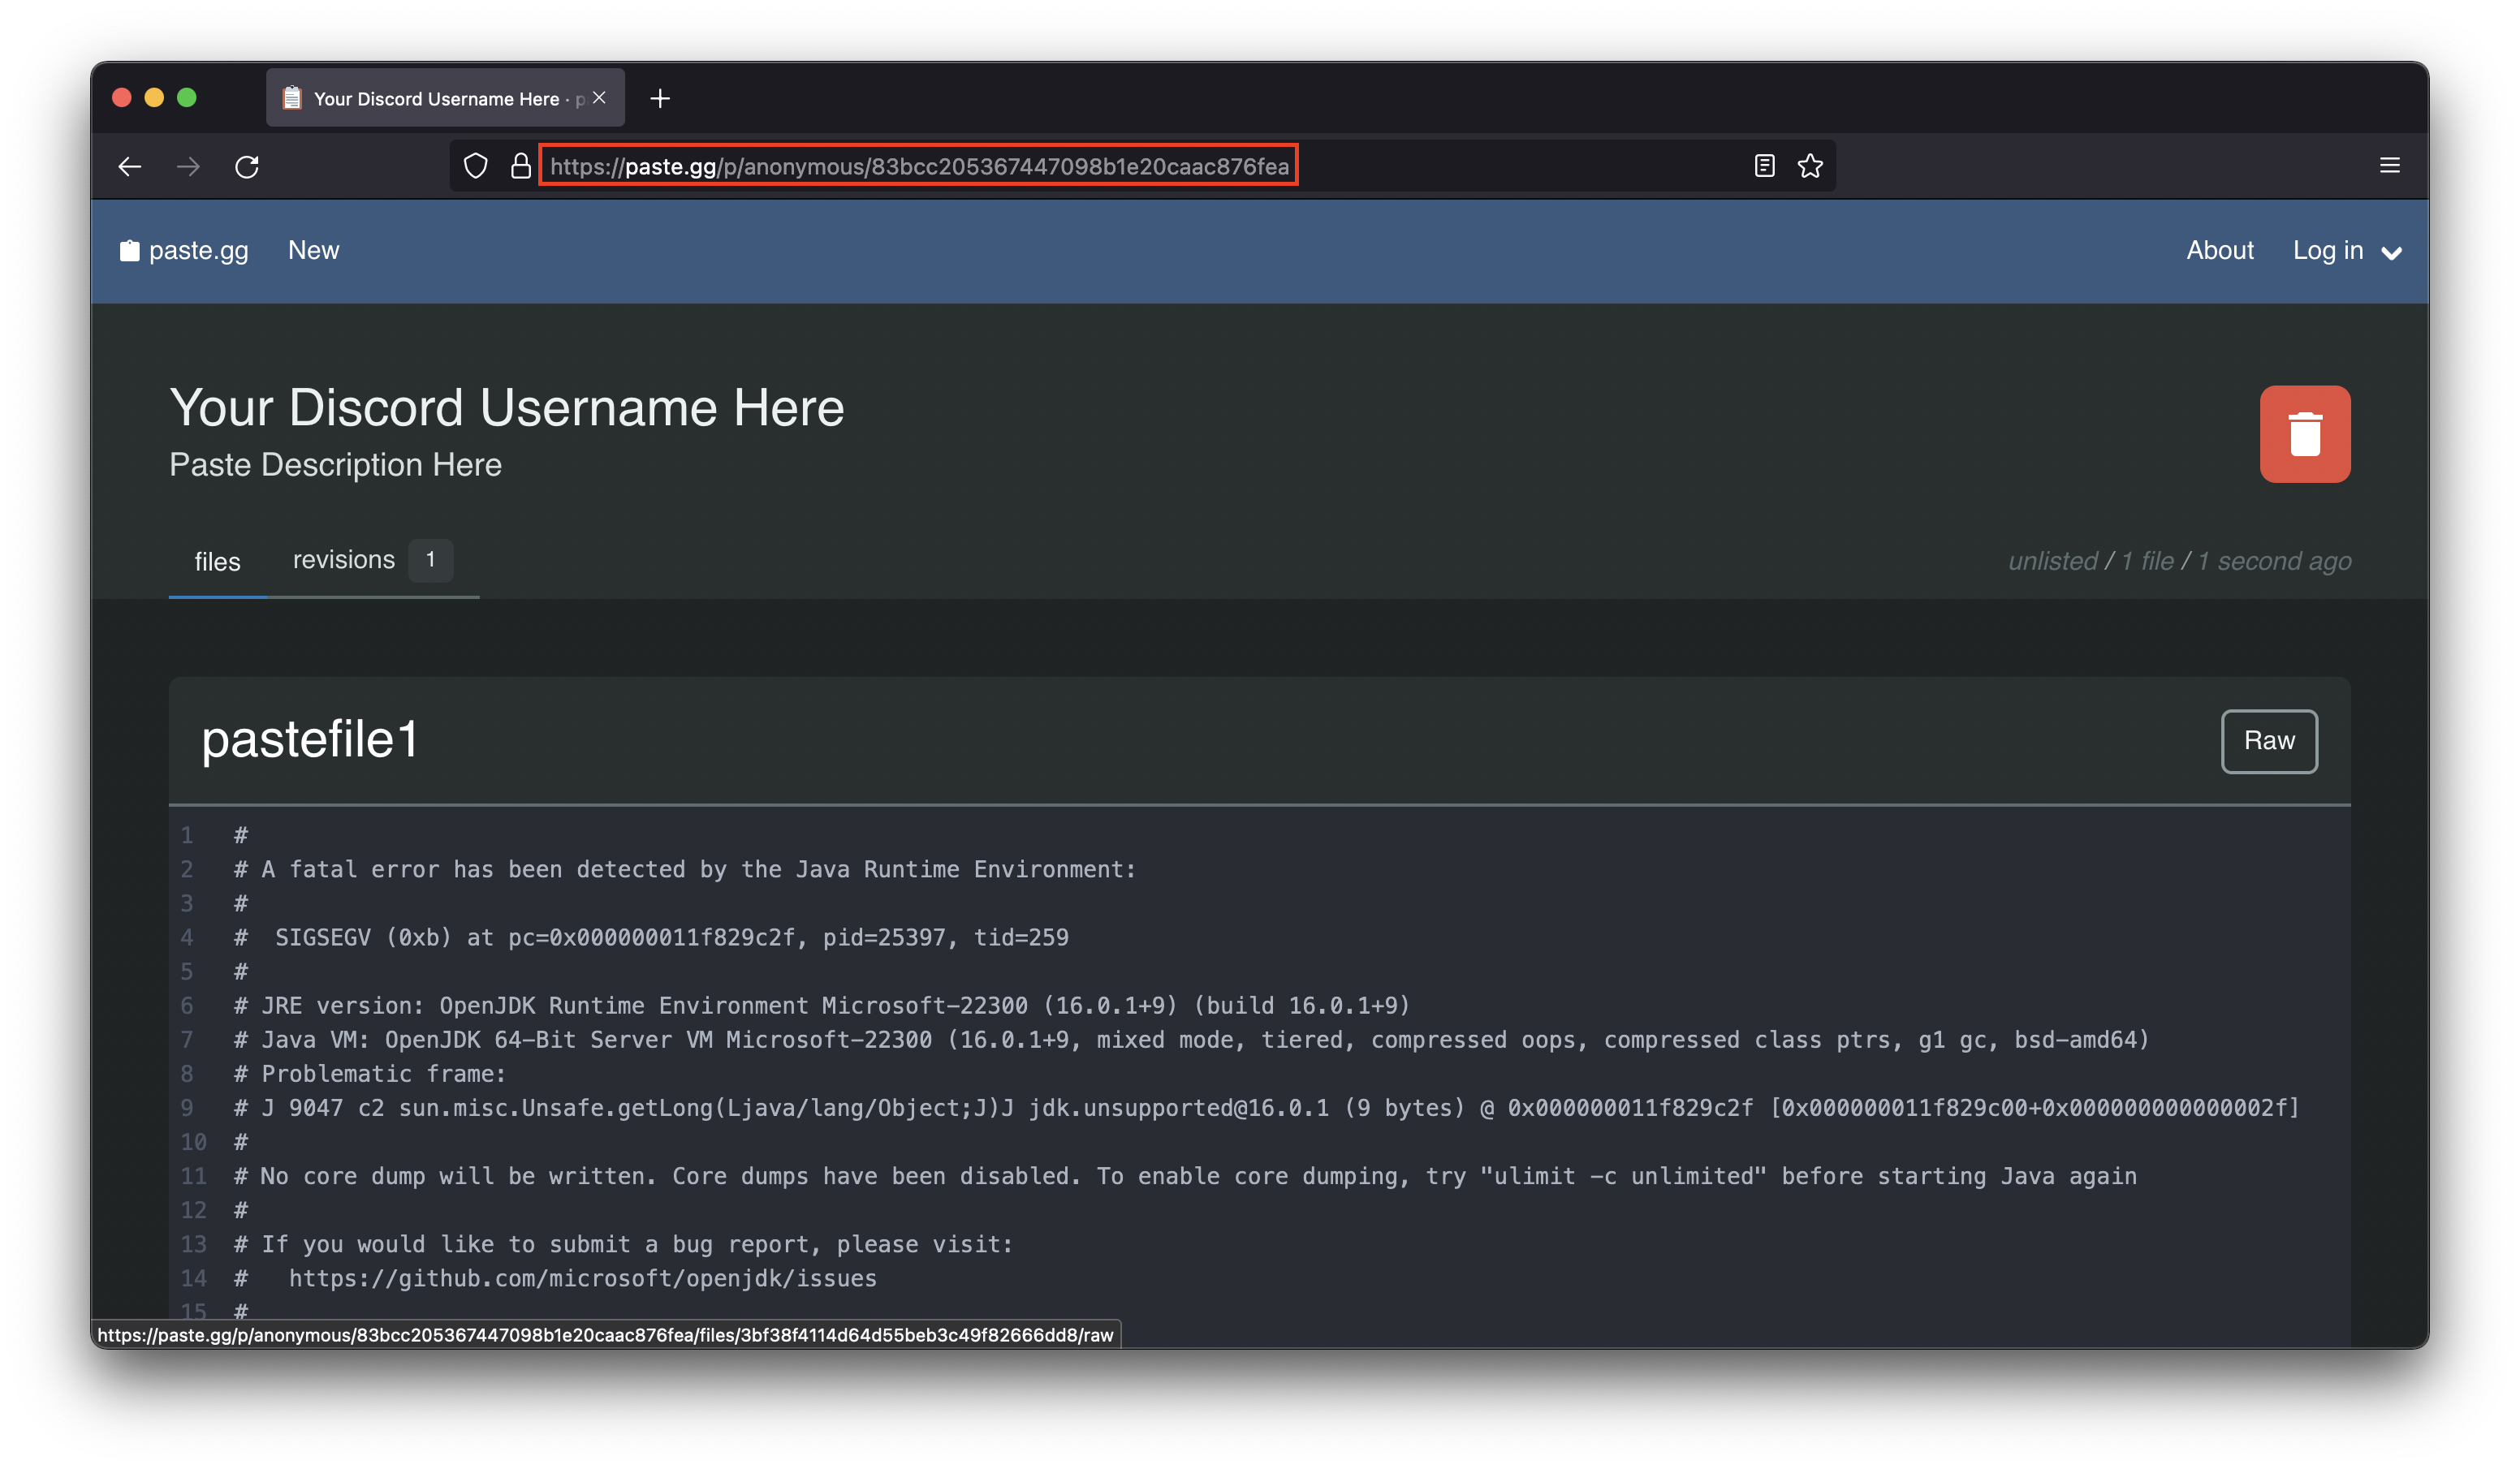 Your Discord Username Here · p
https://paste.gg/p/anonymous/83bcc205367447098b1e20caac876fea
paste.gg New About Log in
Your Discord Username Here
Paste Description Here
files revisions 1 unlisted / 1 file / 1 second ago
pastefile1 Raw
1 #
2 # A fatal error has been detected by the Java Runtime Environment:
3 #
4 #  SIGSEGV (0xb) at pc=0x000000011f829c2f, pid=25397, tid=259
5 #
6 # JRE version: OpenJDK Runtime Environment Microsoft-22300 (16.0.1+9) (build 16.0.1+9)
7 # Java VM: OpenJDK 64-Bit Server VM Microsoft-22300 (16.0.1+9, mixed mode, tiered, compressed oops, compressed class ptrs, g1 gc, bsd-amd64)
8 # Problematic frame:
9 # J 9047 c2 sun.misc.Unsafe.getLong(Ljava/lang/Object;J)J jdk.unsupported@16.0.1 (9 bytes) @ 0x000000011f829c2f [0x000000011f829c00+0x000000000000002f]
10 #
11 # No core dump will be written. Core dumps have been disabled. To enable core dumping, try "ulimit -c unlimited" before starting Java again
12 #
13 # If you would like to submit a bug report, please visit:
14 #   https://github.com/microsoft/openjdk/issues
15 #
https://paste.gg/p/anonymous/83bcc205367447098b1e20caac876fea/files/3bf38f4114d64d55beb3c49f82666dd8/raw